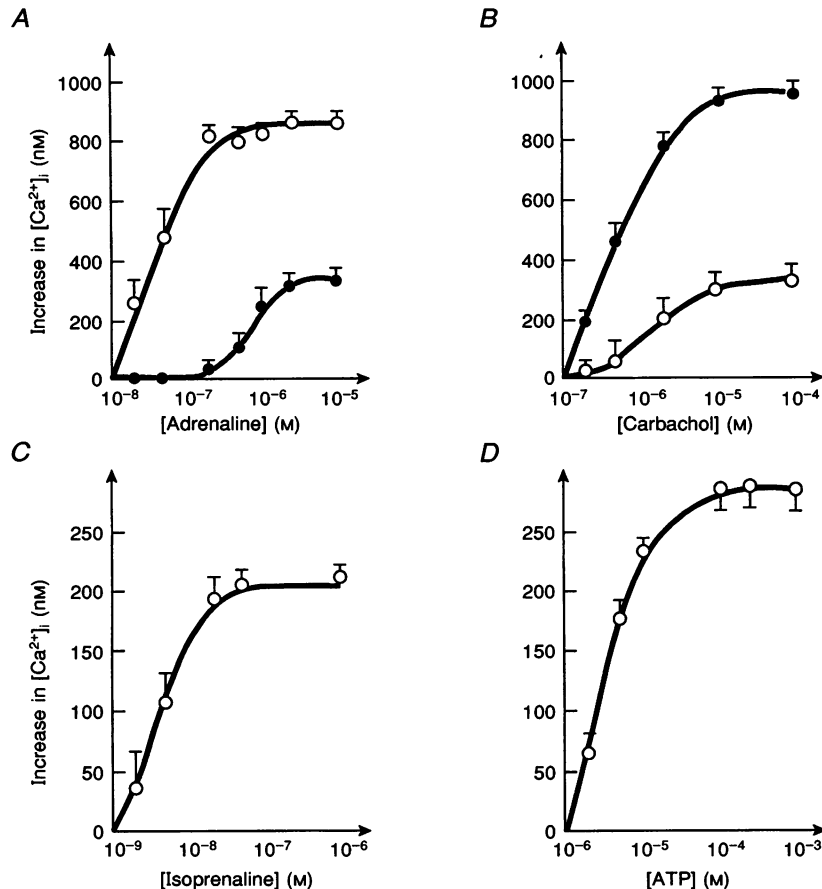 A
Increase in [Ca²⁺]ᵢ (nM)
1000
800
600
400
200
0
10⁻⁸ 10⁻⁷ 10⁻⁶ 10⁻⁵
[Adrenaline] (M)
B
1000
800
600
400
200
0
10⁻⁷ 10⁻⁶ 10⁻⁵ 10⁻⁴
[Carbachol] (M)
C
Increase in [Ca²⁺]ᵢ (nM)
250
200
150
100
50
0
10⁻⁹ 10⁻⁸ 10⁻⁷ 10⁻⁶
[Isoprenaline] (M)
D
250
200
150
100
50
0
10⁻⁶ 10⁻⁵ 10⁻⁴ 10⁻³
[ATP] (M)